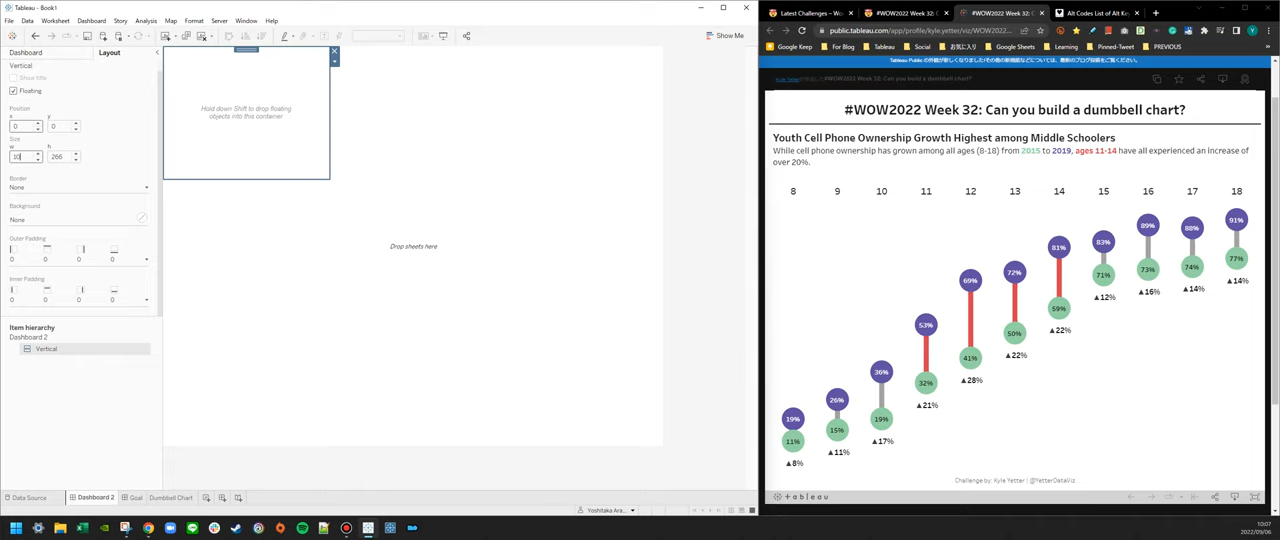 Tableau - Book1
File
Data
Worksheet
Dashboard
Story
Analysis
Map
Format
Server
Window
Help
Show Me
Dashboard
Layout
Vertical
Show title
Floating
Position
x
y
0
0
Size
w
h
10
266
Border
None
Background
None
Outer Padding
0
0
0
0
Inner Padding
0
0
0
0
Item hierarchy
Dashboard 2
Vertical
Hold down Shift to drop floating
objects into this container
Drop sheets here
Data Source
Dashboard 2
Goal
Dumbbell Chart
Yoshitaka Ara...
Latest Challenges – Wo
#WOW2022 Week 32: C
#WOW2022 Week 32: C
Alt Codes List of Alt Key
public.tableau.com/app/profile/kyle.yetter/viz/WOW2022...
Google Keep
For Blog
Tableau
Social
お気に入り
Google Sheets
Learning
Pinned-Tweet
PREVIOUS
#WOW2022 Week 32: Can you build a dumbbell chart?
#WOW2022 Week 32: Can you build a dumbbell chart?
Youth Cell Phone Ownership Growth Highest among Middle Schoolers
While cell phone ownership has grown among all ages (8-18) from 2015 to 2019, ages 11-14 have all experienced an increase of
over 20%.
8 9 10 11 12 13 14 15 16 17 18
91%
89%
88%
83%
81%
77%
74%
73%
72%
71%
69%
▲14%
▲14%
▲16%
▲12%
59%
53%
▲22%
50%
▲22%
41%
36%
▲28%
32%
26%
▲21%
19%
19%
15%
▲17%
11%
▲11%
▲8%
Challenge by: Kyle Yetter | @YetterDataViz
+ a b l e a u
10:07
2022/09/06